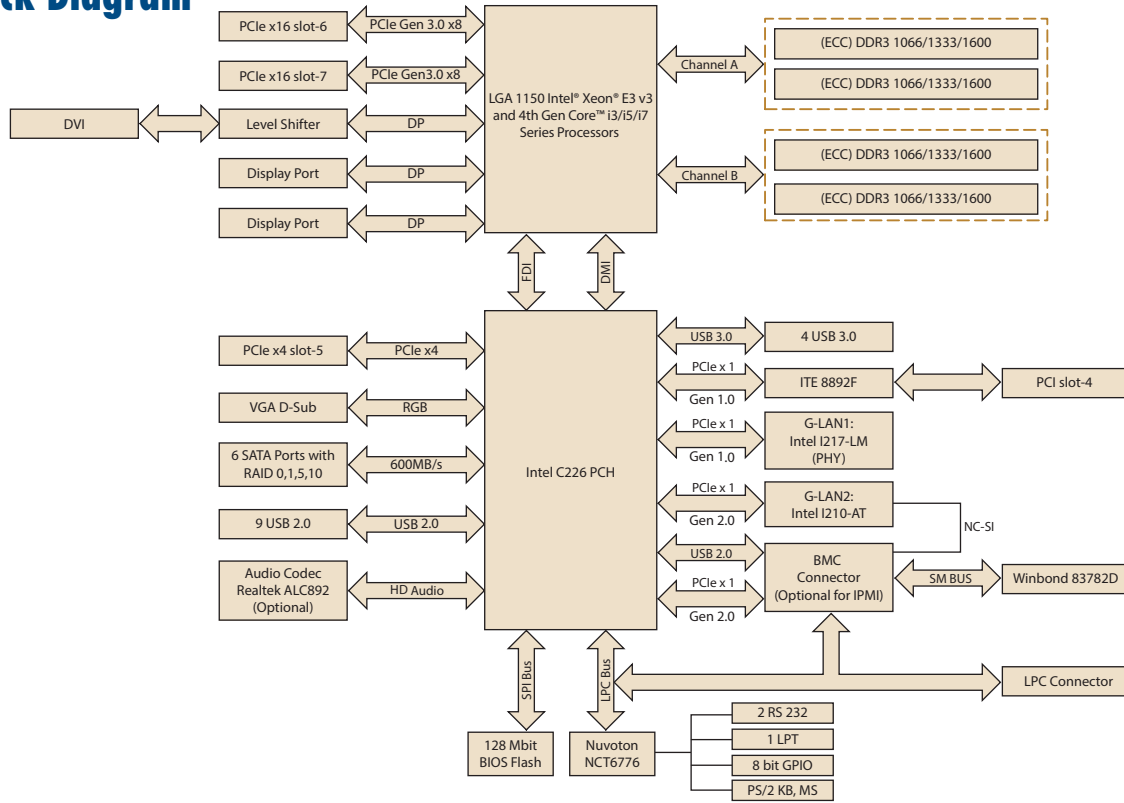 ck Diagram
PCIe x16 slot-6
PCIe Gen 3.0 x8
PCIe x16 slot-7
PCIe Gen3.0 x8
DVI
Level Shifter
DP
Display Port
DP
Display Port
DP
LGA 1150 Intel® Xeon® E3 v3
and 4th Gen Core™ i3/i5/i7
Series Processors
Channel A
(ECC) DDR3 1066/1333/1600
(ECC) DDR3 1066/1333/1600
Channel B
(ECC) DDR3 1066/1333/1600
(ECC) DDR3 1066/1333/1600
FDI
DMI
PCIe x4 slot-5
PCIe x4
VGA D-Sub
RGB
6 SATA Ports with
RAID 0,1,5,10
600MB/s
9 USB 2.0
USB 2.0
Audio Codec
Realtek ALC892
(Optional)
HD Audio
Intel C226 PCH
USB 3.0
4 USB 3.0
PCIe x 1
Gen 1.0
ITE 8892F
PCI slot-4
PCIe x 1
Gen 1.0
G-LAN1:
Intel I217-LM
(PHY)
PCIe x 1
Gen 2.0
G-LAN2:
Intel I210-AT
NC-SI
USB 2.0
PCIe x 1
Gen 2.0
BMC
Connector
(Optional for IPMI)
SM BUS
Winbond 83782D
SPI Bus
LPC Bus
LPC Connector
128 Mbit
BIOS Flash
Nuvoton
NCT6776
2 RS 232
1 LPT
8 bit GPIO
PS/2 KB, MS